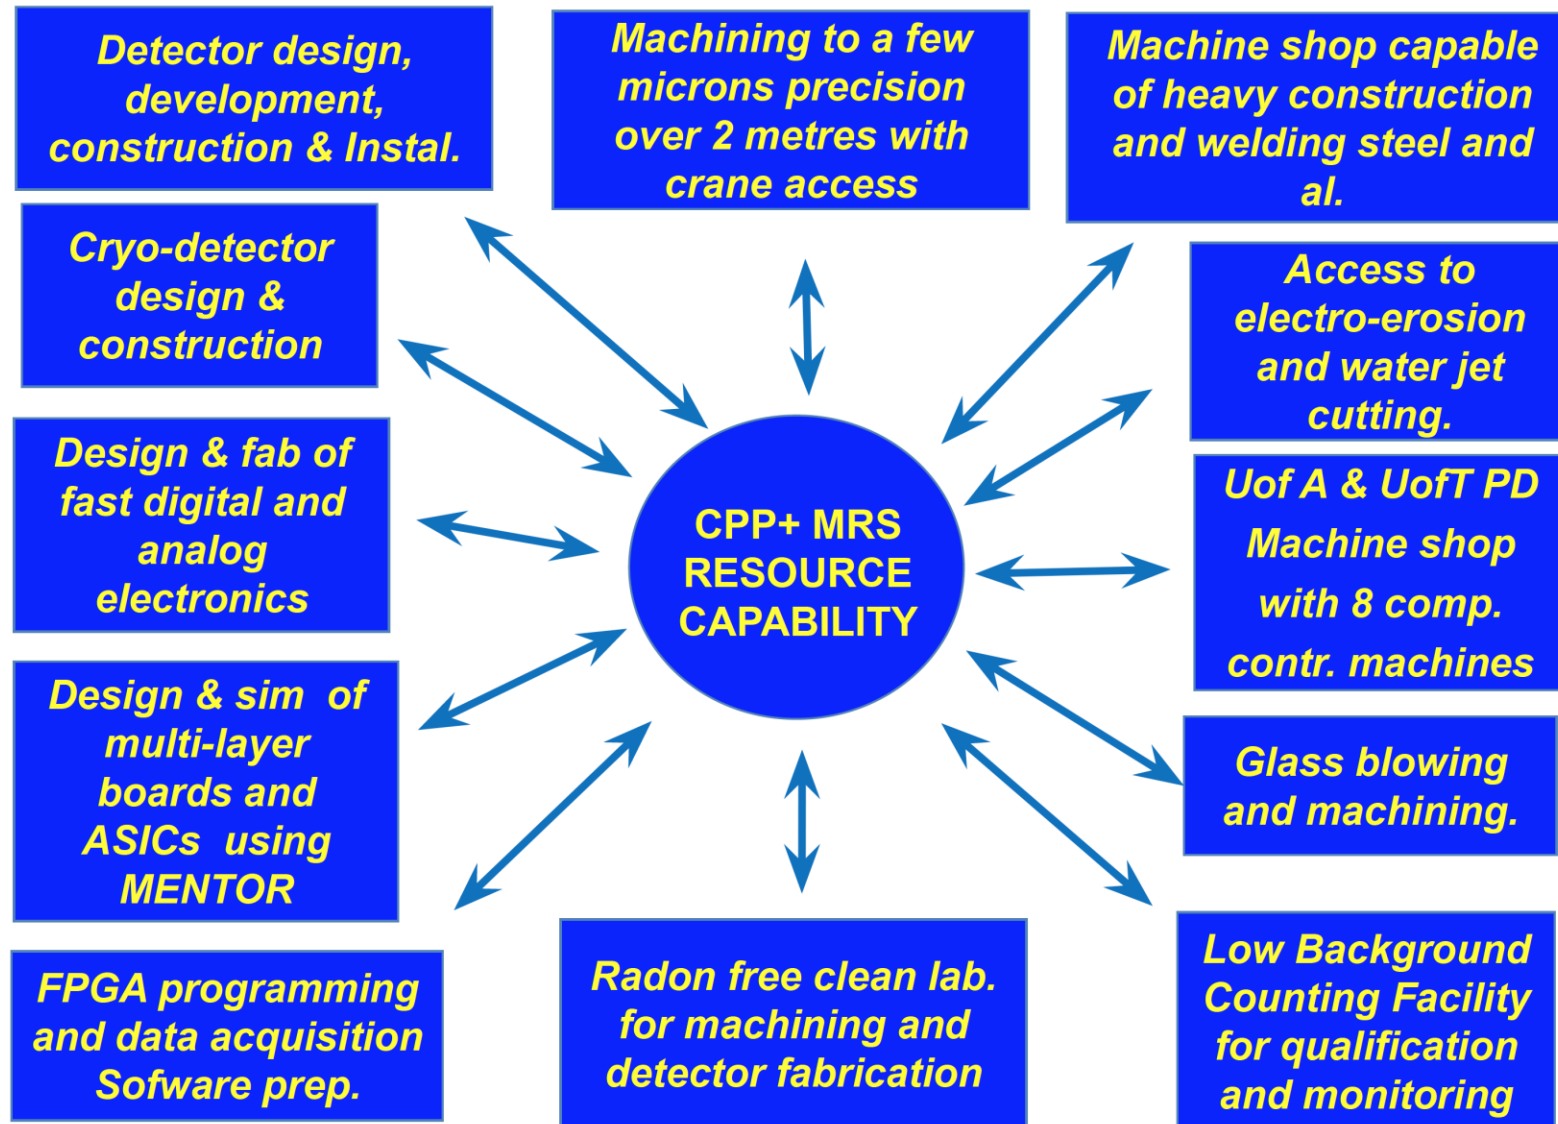 Detector design,
development,
construction & Instal.
Machining to a few
microns precision
over 2 metres with
crane access
Machine shop capable
of heavy construction
and welding steel and
al.
Cryo-detector
design &
construction
Access to
electro-erosion
and water jet
cutting.
Design & fab of
fast digital and
analog
electronics
CPP+ MRS
RESOURCE
CAPABILITY
Uof A & UofT PD
Machine shop
with 8 comp.
contr. machines
Design & sim of
multi-layer
boards and
ASICs using
MENTOR
Glass blowing
and machining.
FPGA programming
and data acquisition
Sofware prep.
Radon free clean lab.
for machining and
detector fabrication
Low Background
Counting Facility
for qualification
and monitoring